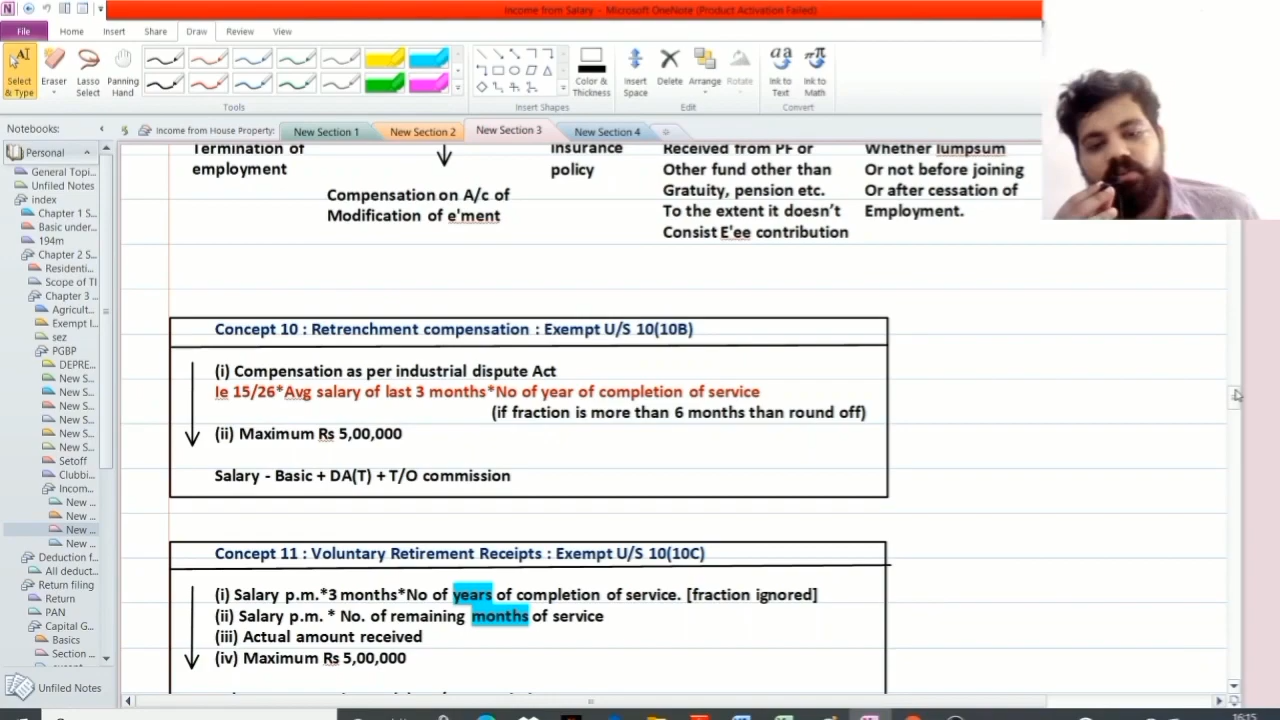 Income from Salary - Microsoft OneNote (Product Activation Failed)
File Home Insert Share Draw Review View
Select & Type
Eraser
Lasso Select
Panning Hand
Color & Thickness
Insert Space
Delete
Arrange
Rotate
Ink to Text
Ink to Math
Tools
Insert Shapes
Edit
Convert
Notebooks:
Income from House Property:
New Section 1
New Section 2
New Section 3
New Section 4
Personal
General Topi...
Unfiled Notes
index
Chapter 1 S...
Basic under...
194m
Chapter 2 S...
Residenti...
Scope of TI
Chapter 3 ...
Agricult...
Exempt I...
sez
PGBP
DEPRE...
New S...
New S...
New S...
New S...
New S...
New S...
Setoff
Clubbi...
Incom...
New ...
New ...
New ...
New ...
Deduction f...
All deduct...
Return filing
Return
PAN
Capital G...
Basics
Section ...
Unfiled Notes
Termination of
employment
Compensation on A/c of
Modification of e'ment
insurance
policy
Received from PF or
Other fund other than
Gratuity, pension etc.
To the extent it doesn't
Consist E'ee contribution
Whether lumpsum
Or not before joining
Or after cessation of
Employment.
Concept 10 : Retrenchment compensation : Exempt U/S 10(10B)
(i) Compensation as per industrial dispute Act
Ie 15/26*Avg salary of last 3 months*No of year of completion of service
(if fraction is more than 6 months than round off)
(ii) Maximum Rs 5,00,000
Salary - Basic + DA(T) + T/O commission
Concept 11 : Voluntary Retirement Receipts : Exempt U/S 10(10C)
(i) Salary p.m.*3 months*No of years of completion of service. [fraction ignored]
(ii) Salary p.m. * No. of remaining months of service
(iii) Actual amount received
(iv) Maximum Rs 5,00,000
16:15